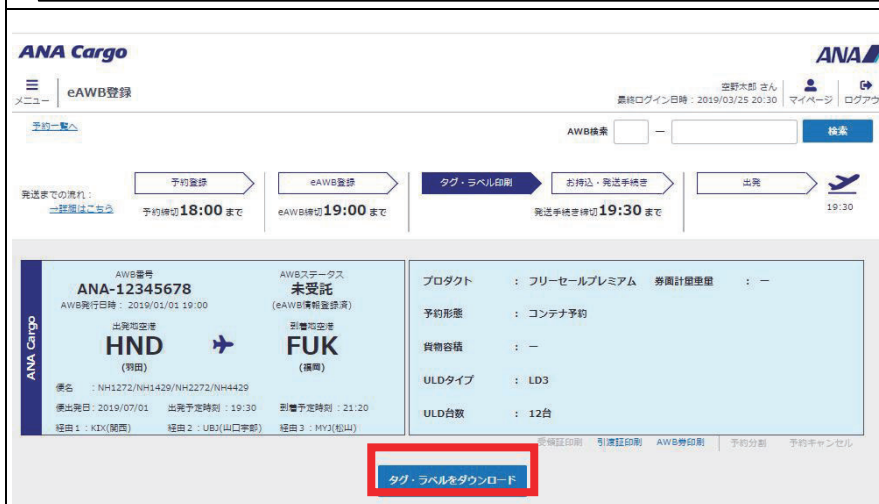 ANA Cargo
ANA
メニュー
eAWB登録
空野太郎 さん
最終ログイン日時：2019/03/25 20:30
マイページ
ログアウ
予約一覧へ
AWB検索
－
検索
発送までの流れ：
→詳細はこちら
予約登録
予約締切18:00 まで
eAWB登録
eAWB締切19:00 まで
タグ・ラベル印刷
お持込・発送手続き
発送手続き締切19:30 まで
出発
19:30
ANA Cargo
AWB番号
ANA-12345678
AWB発行日時： 2019/01/01 19:00
AWBステータス
未受託
(eAWB情報登録済)
出発地空港
HND
(羽田)
到着地空港
FUK
(福岡)
便名 ：NH1272/NH1429/NH2272/NH4429
便出発日：2019/07/01 出発予定時刻：19:30 到着予定時刻：21:20
経由1：KIX(関西) 経由2：UBJ(山口宇部) 経由3：MYJ(松山)
プロダクト ： フリーセールプレミアム 券面計量重量 ： －
予約形態 ： コンテナ予約
貨物容積 ： －
ULDタイプ ： LD3
ULD台数 ： 12台
受領証印刷 引渡証印刷 AWB券印刷 予約分割 予約キャンセル
タグ・ラベルをダウンロード